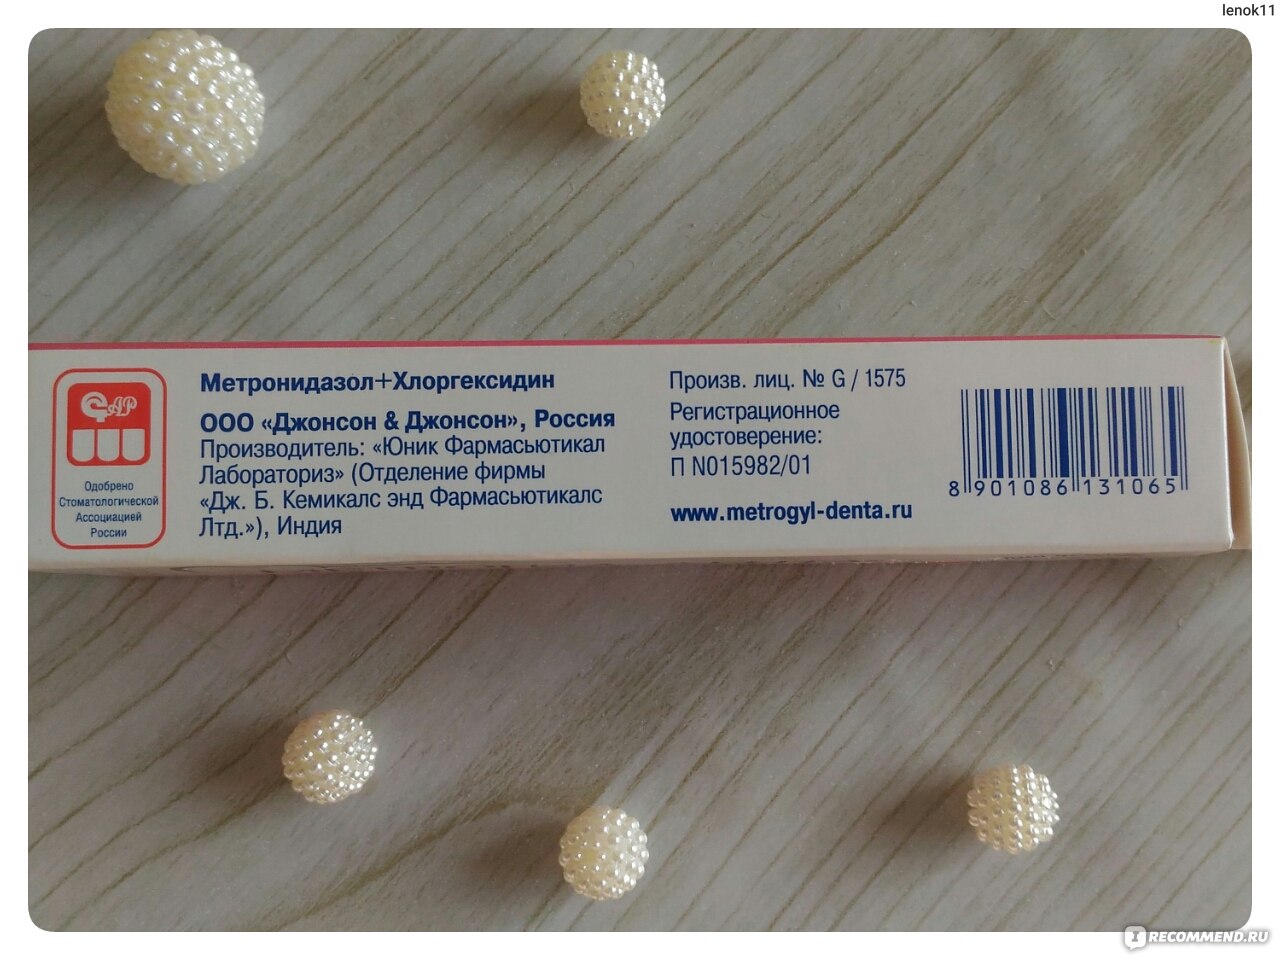 lenok11
САР
Одобрено
Стоматологической
Ассоциацией
России
Метронидазол+Хлоргексидин
ООО «Джонсон & Джонсон», Россия
Производитель: «Юник Фармасьютикал
Лабораториз» (Отделение фирмы
«Дж. Б. Кемикалс энд Фармасьютикалс
Лтд.»), Индия
Произв. лиц. № G / 1575
Регистрационное
удостоверение:
П N015982/01
www.metrogyl-denta.ru
8 901086 131065
IRECOMMEND.RU